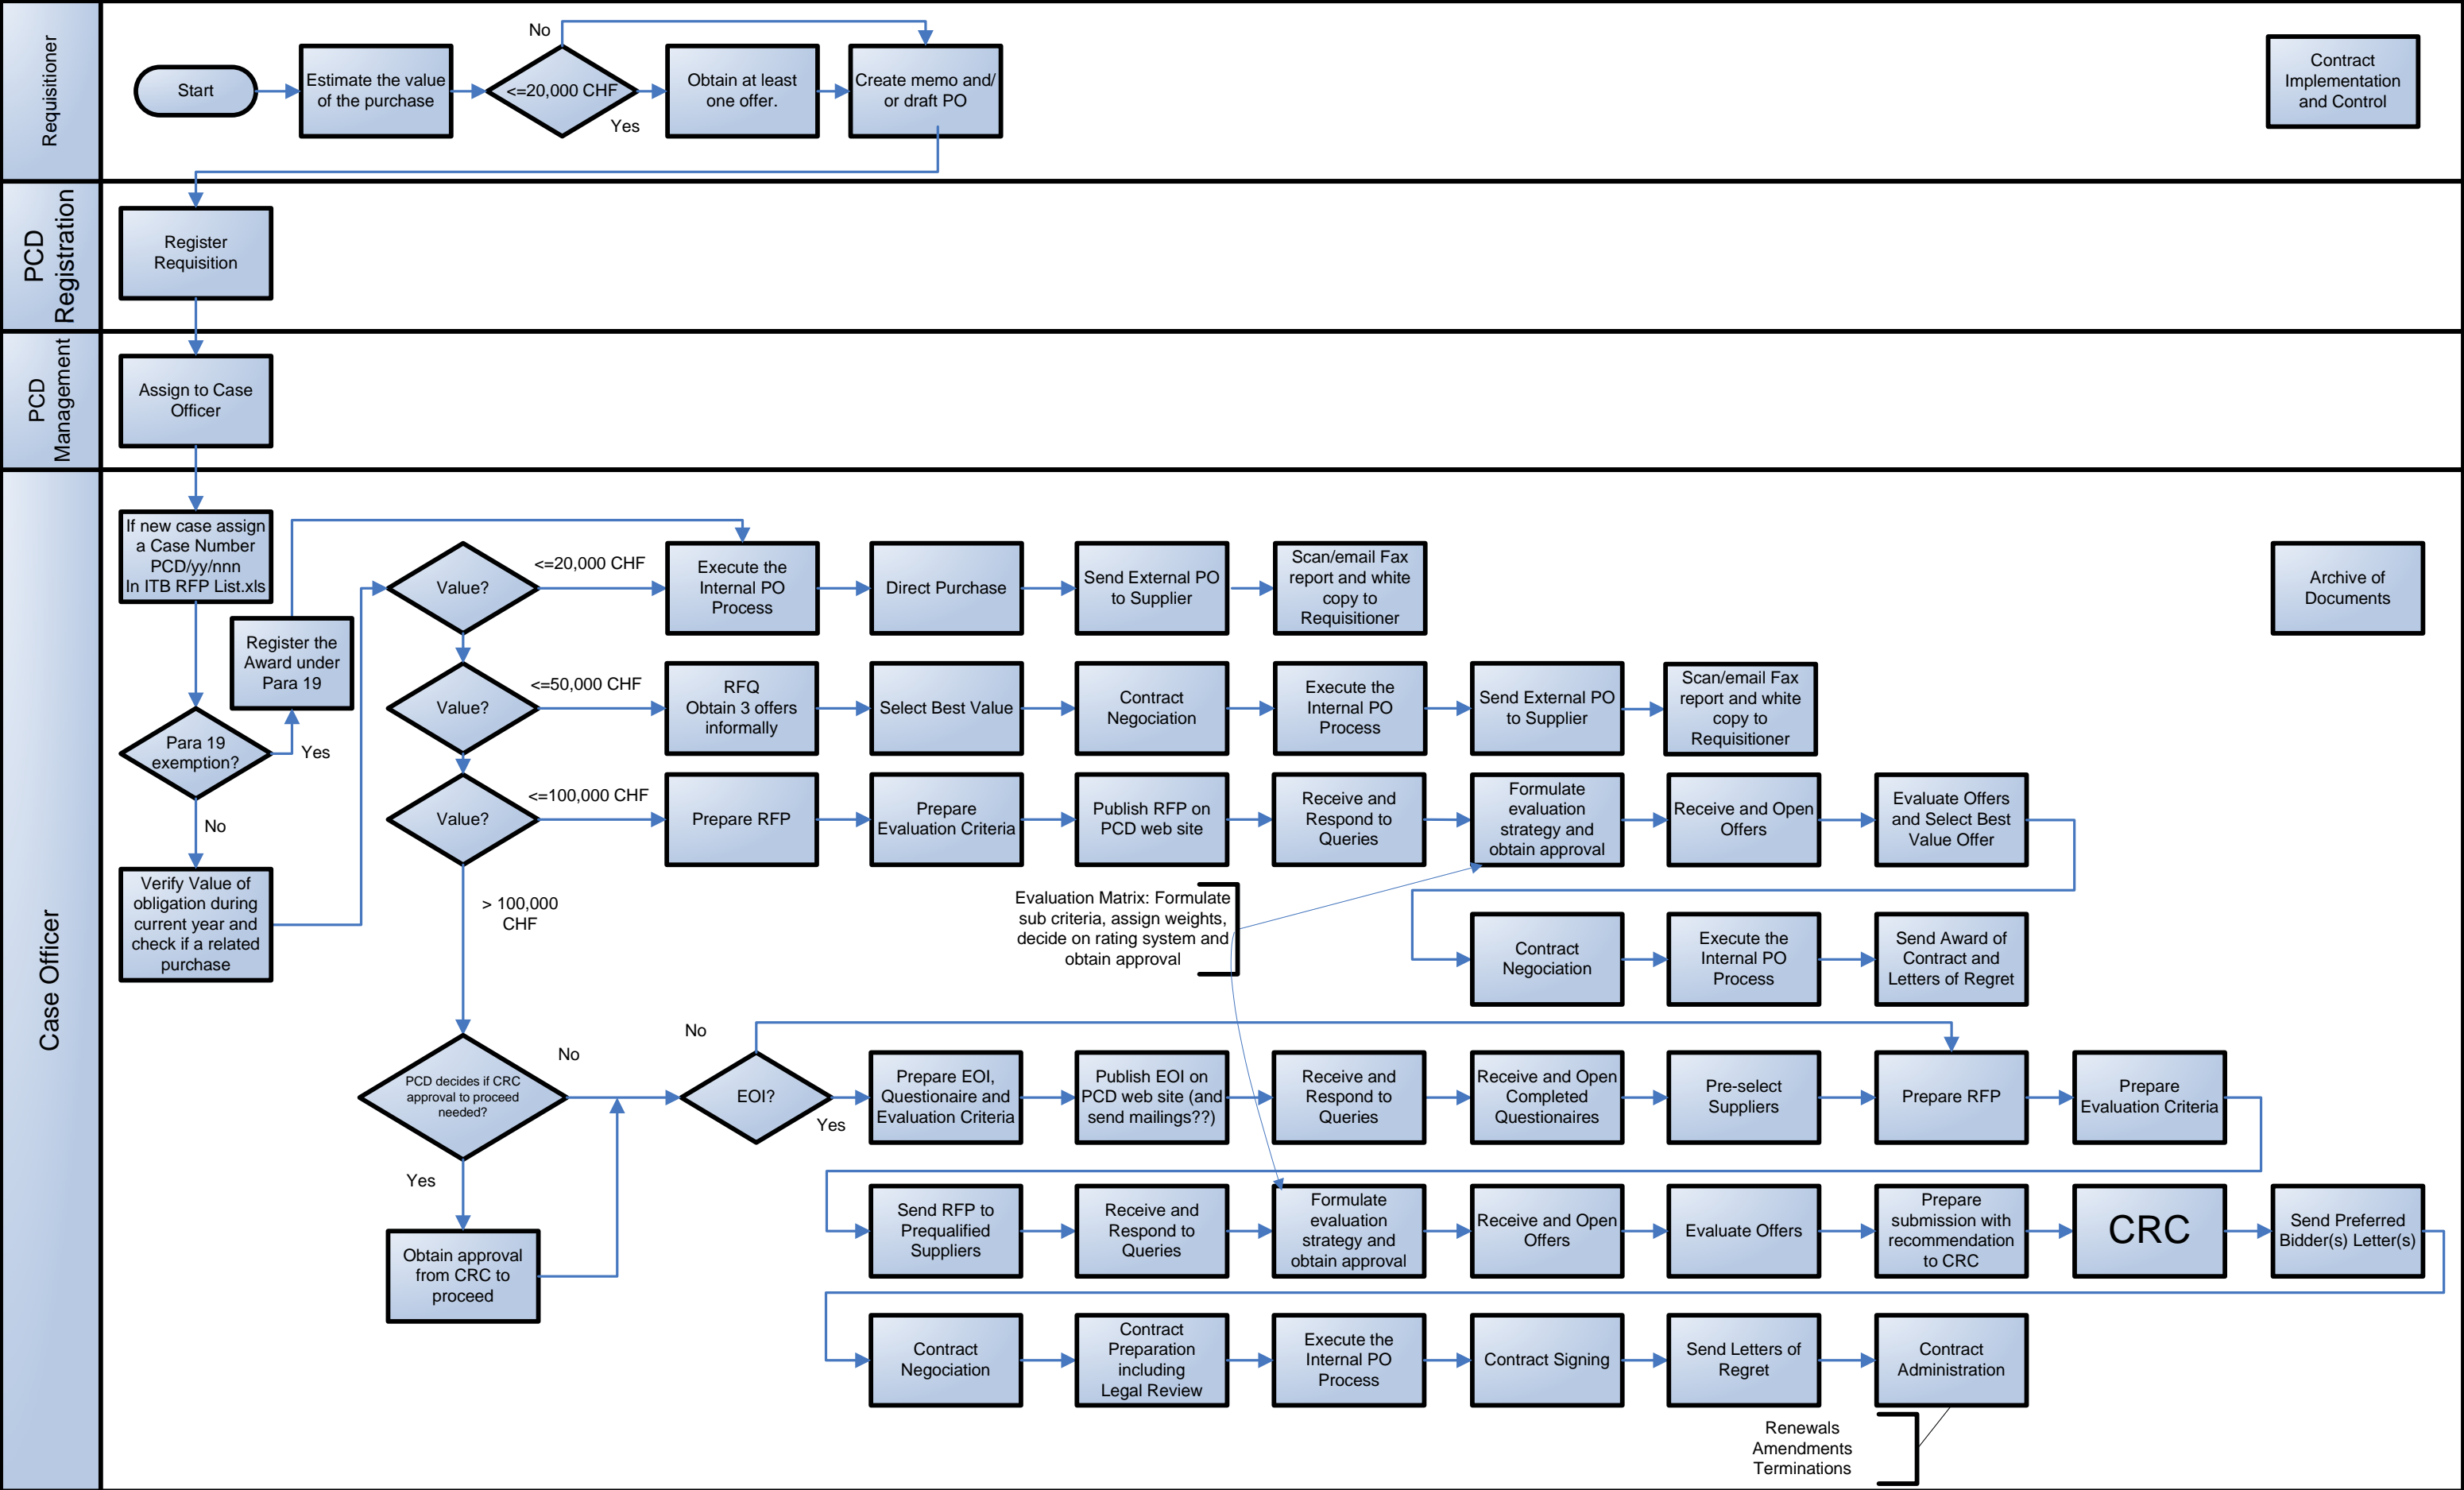 Requisitioner
Start
Estimate the value
of the purchase
No
<=20,000 CHF
Yes
Obtain at least
one offer.
Create memo and/
or draft PO
Contract
Implementation
and Control
PCD
Registration
Register
Requisition
PCD
Management
Assign to Case
Officer
Case Officer
If new case assign
a Case Number
PCD/yy/nnn
In ITB RFP List.xls
Register the
Award under
Para 19
Para 19
exemption?
Yes
No
Verify Value of
obligation during
current year and
check if a related
purchase
Value?
<=20,000 CHF
Execute the
Internal PO
Process
Direct Purchase
Send External PO
to Supplier
Scan/email Fax
report and white
copy to
Requisitioner
Archive of
Documents
Value?
<=50,000 CHF
RFQ
Obtain 3 offers
informally
Select Best Value
Contract
Negociation
Execute the
Internal PO
Process
Send External PO
to Supplier
Scan/email Fax
report and white
copy to
Requisitioner
Value?
<=100,000 CHF
Prepare RFP
Prepare
Evaluation Criteria
Publish RFP on
PCD web site
Receive and
Respond to
Queries
Formulate
evaluation
strategy and
obtain approval
Receive and Open
Offers
Evaluate Offers
and Select Best
Value Offer
> 100,000
CHF
Evaluation Matrix: Formulate
sub criteria, assign weights,
decide on rating system and
obtain approval
Contract
Negociation
Execute the
Internal PO
Process
Send Award of
Contract and
Letters of Regret
PCD decides if CRC
approval to proceed
needed?
No
Yes
Obtain approval
from CRC to
proceed
No
EOI?
Yes
Prepare EOI,
Questionaire and
Evaluation Criteria
Publish EOI on
PCD web site (and
send mailings??)
Receive and
Respond to
Queries
Receive and Open
Completed
Questionaires
Pre-select
Suppliers
Prepare RFP
Prepare
Evaluation Criteria
Send RFP to
Prequalified
Suppliers
Receive and
Respond to
Queries
Formulate
evaluation
strategy and
obtain approval
Receive and Open
Offers
Evaluate Offers
Prepare
submission with
recommendation
to CRC
CRC
Send Preferred
Bidder(s) Letter(s)
Contract
Negociation
Contract
Preparation
including
Legal Review
Execute the
Internal PO
Process
Contract Signing
Send Letters of
Regret
Contract
Administration
Renewals
Amendments
Terminations